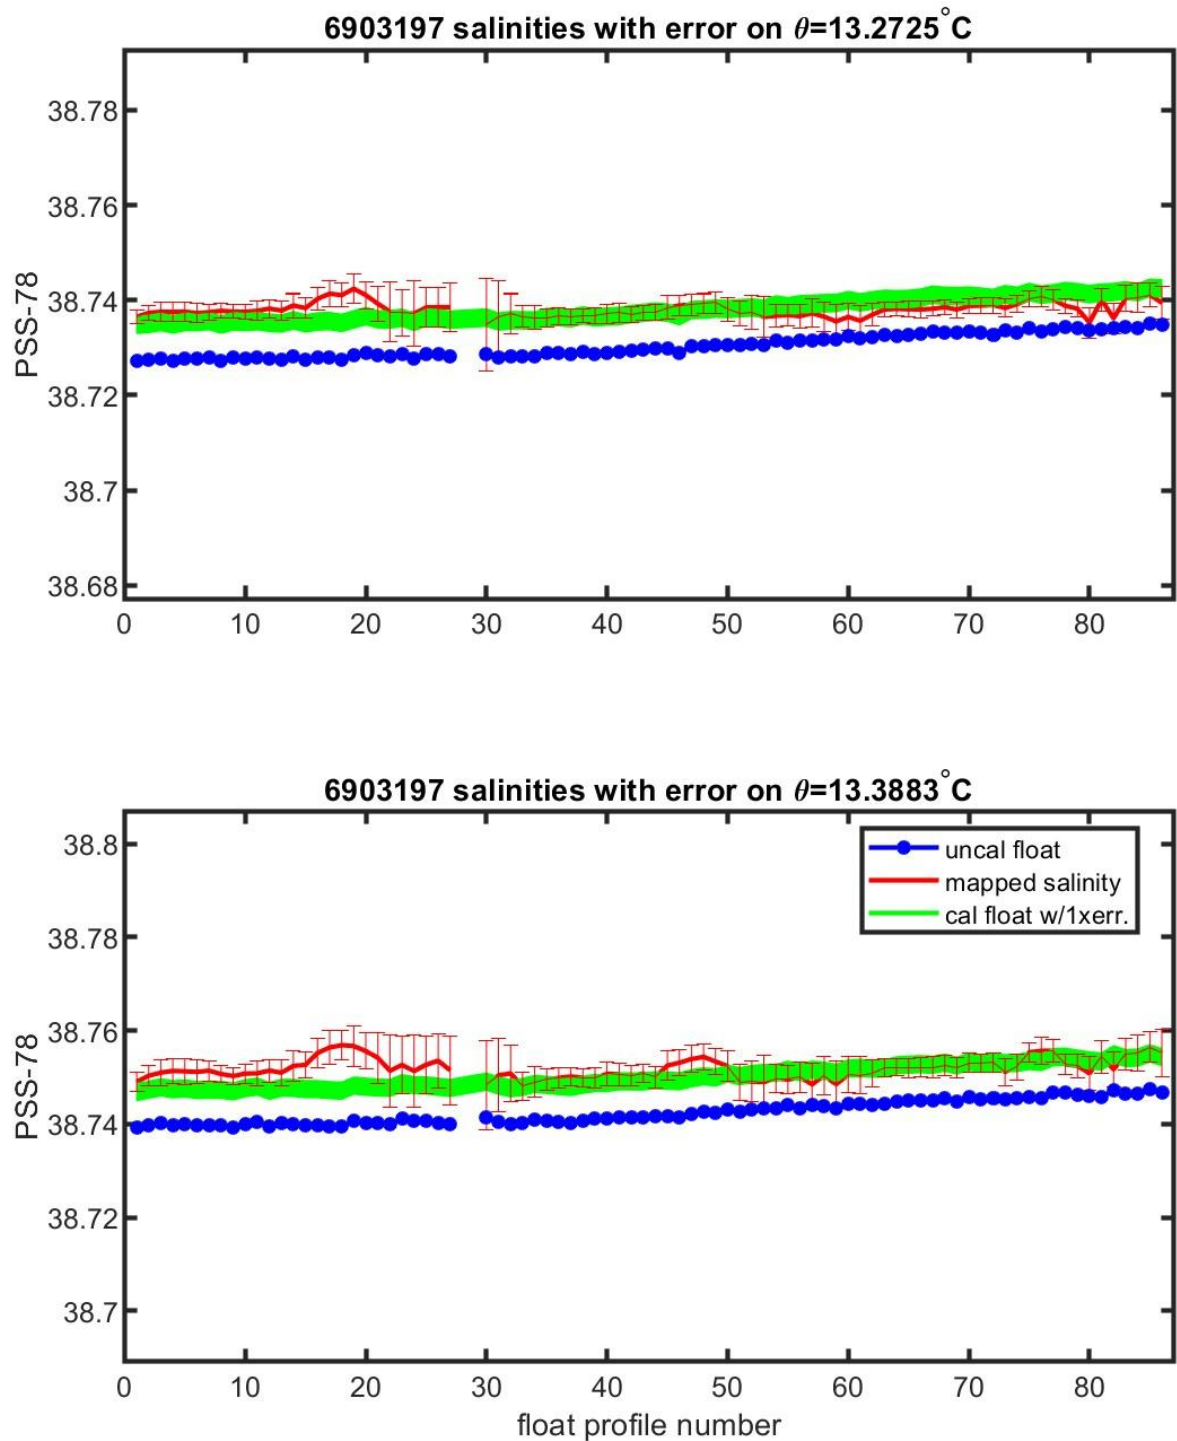 6903197 salinities with error on θ=13.2725°C
PSS-78
38.78
38.76
38.74
38.72
38.7
38.68
0 10 20 30 40 50 60 70 80
6903197 salinities with error on θ=13.3883°C
uncal float
mapped salinity
cal float w/1xerr.
PSS-78
38.8
38.78
38.76
38.74
38.72
38.7
0 10 20 30 40 50 60 70 80
float profile number